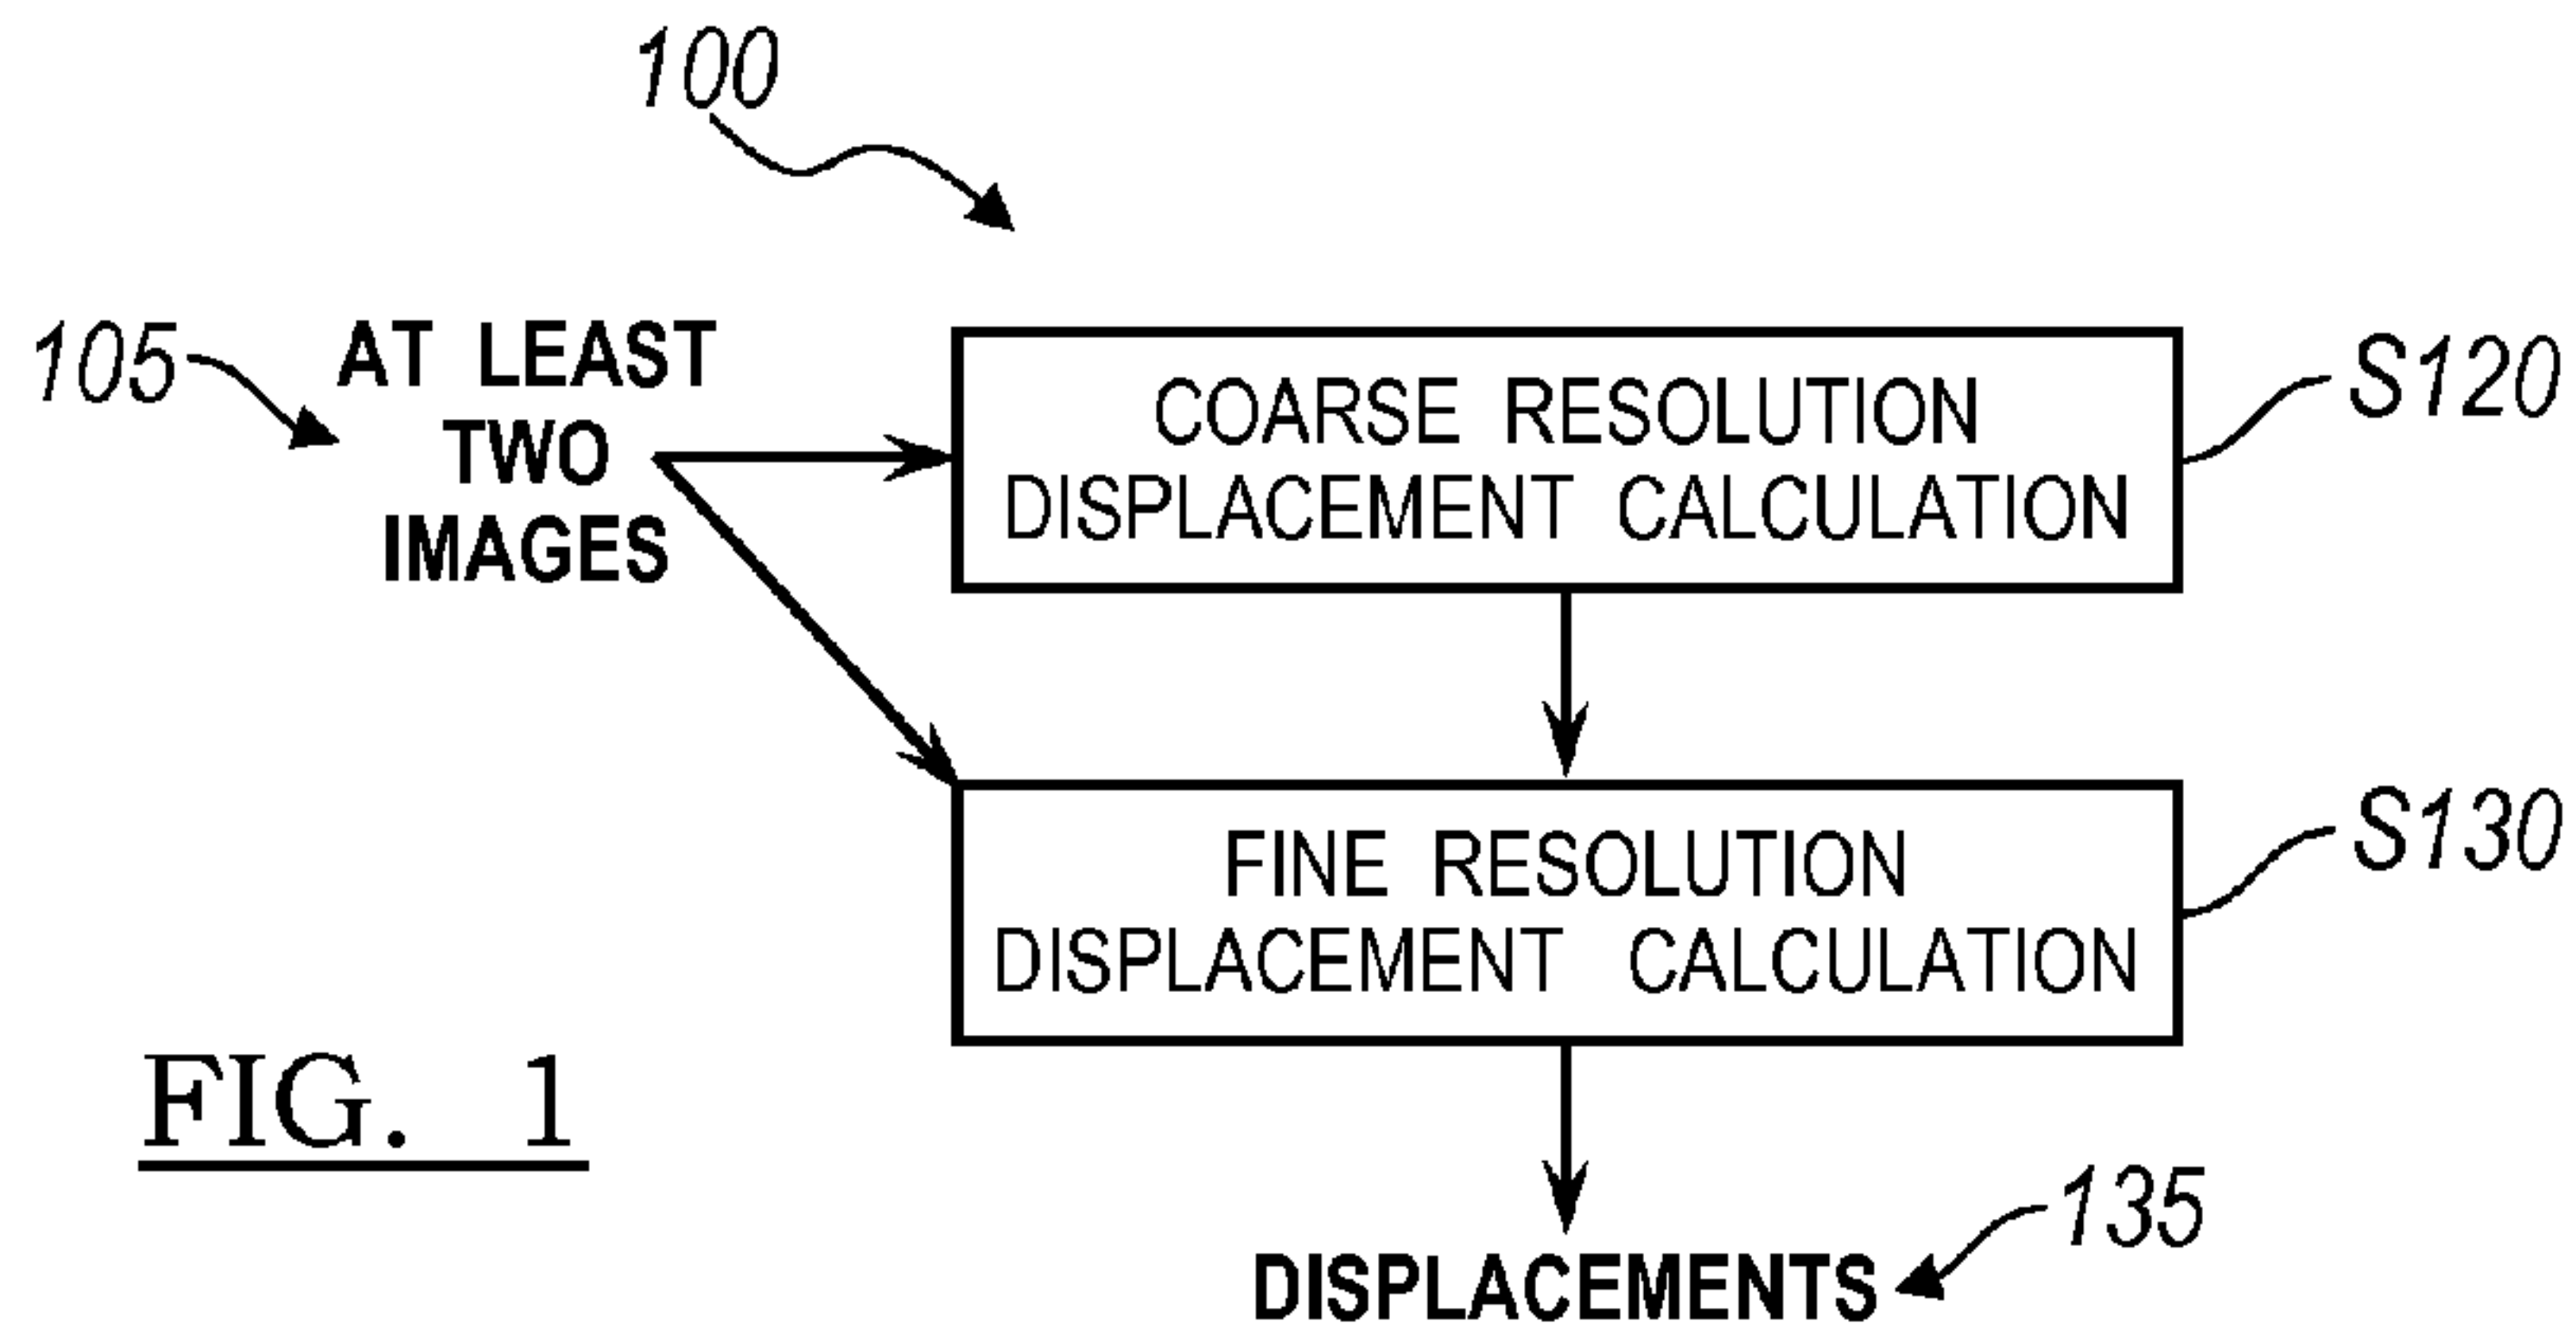 100
105
AT LEAST
TWO
IMAGES
COARSE RESOLUTION
DISPLACEMENT CALCULATION
S120
FINE RESOLUTION
DISPLACEMENT CALCULATION
S130
FIG. 1
135
DISPLACEMENTS